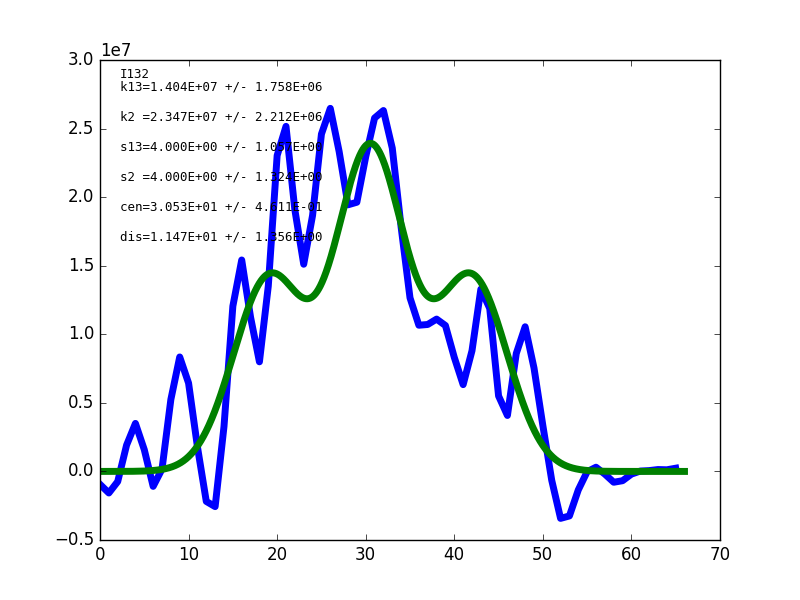 1e7
3.0
2.5
2.0
1.5
1.0
0.5
0.0
−0.5
0 10 20 30 40 50 60 70
I132
k13=1.404E+07 +/- 1.758E+06
k2 =2.347E+07 +/- 2.212E+06
s13=4.000E+00 +/-
s2 =4.000E+00 +/-
cen=3.053E+01 +/-
dis=1.147E+01 +/-